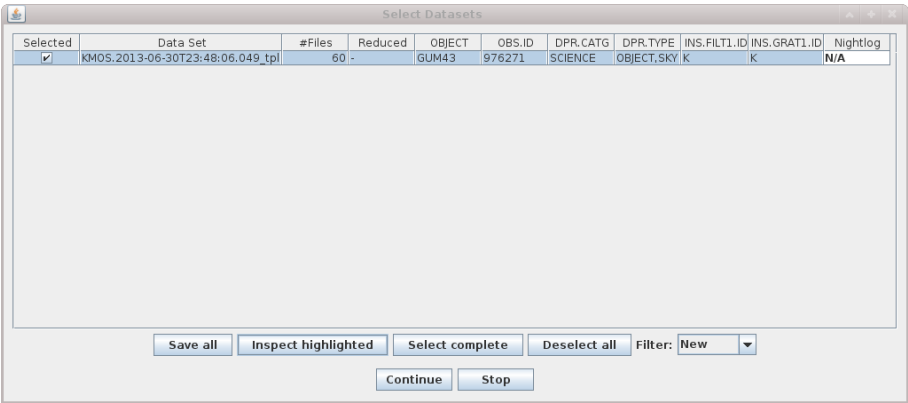 Select Datasets
Selected Data Set #Files Reduced OBJECT OBS.ID DPR.CATG DPR.TYPE INS.FILT1.ID INS.GRAT1.ID Nightlog
KMOS.2013-06-30T23:48:06.049_tpl 60 - GUM43 976271 SCIENCE OBJECT,SKY K K N/A
Save all Inspect highlighted Select complete Deselect all Filter: New
Continue Stop